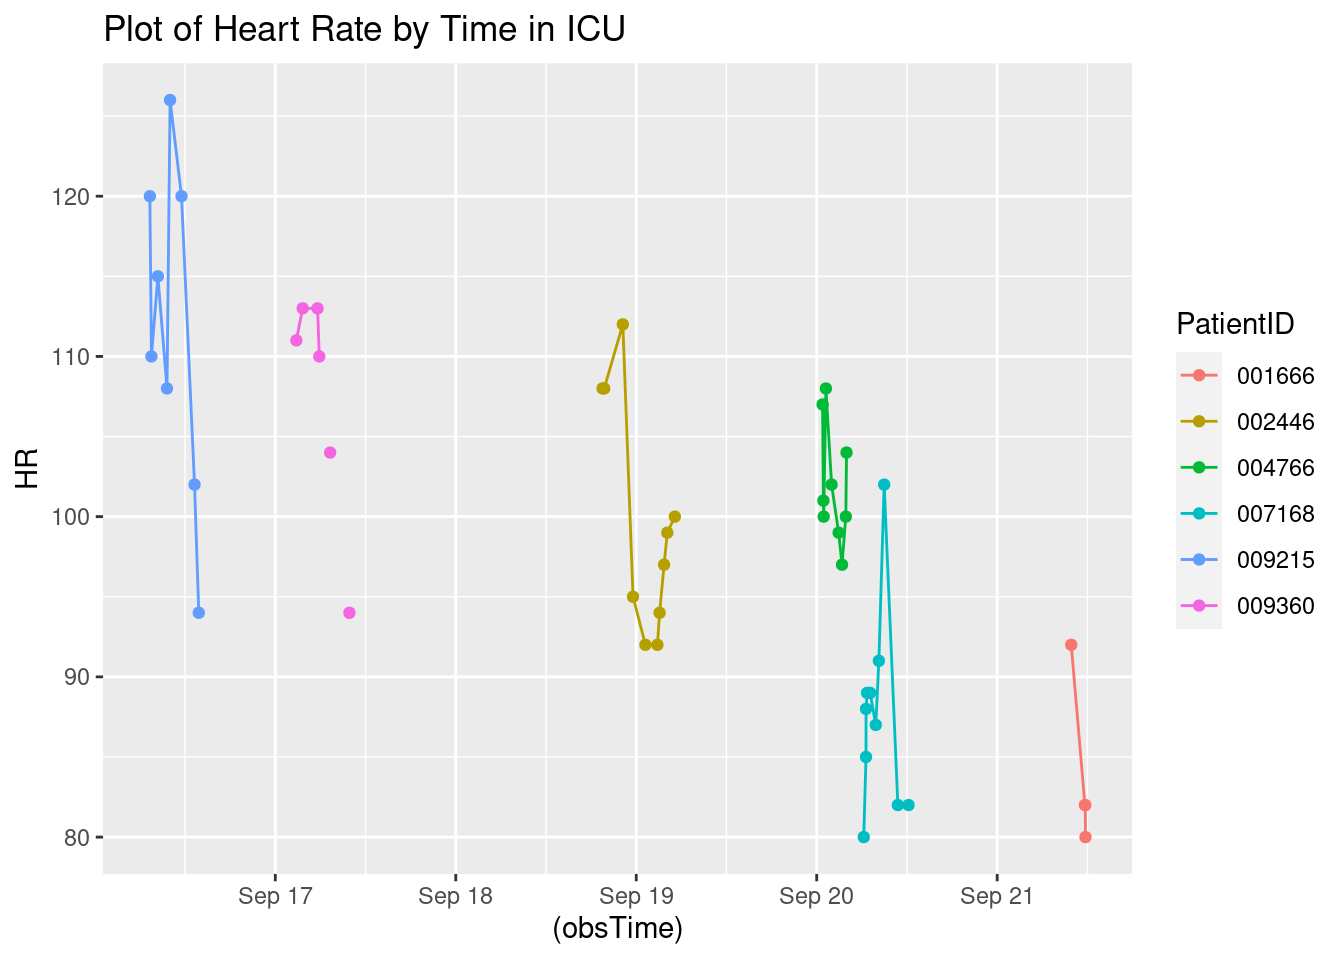 Plot of Heart Rate by Time in ICU
120
110
100
90
80
HR
Sep 17 Sep 18 Sep 19 Sep 20 Sep 21
(obsTime)
PatientID
001666
002446
004766
007168
009215
009360